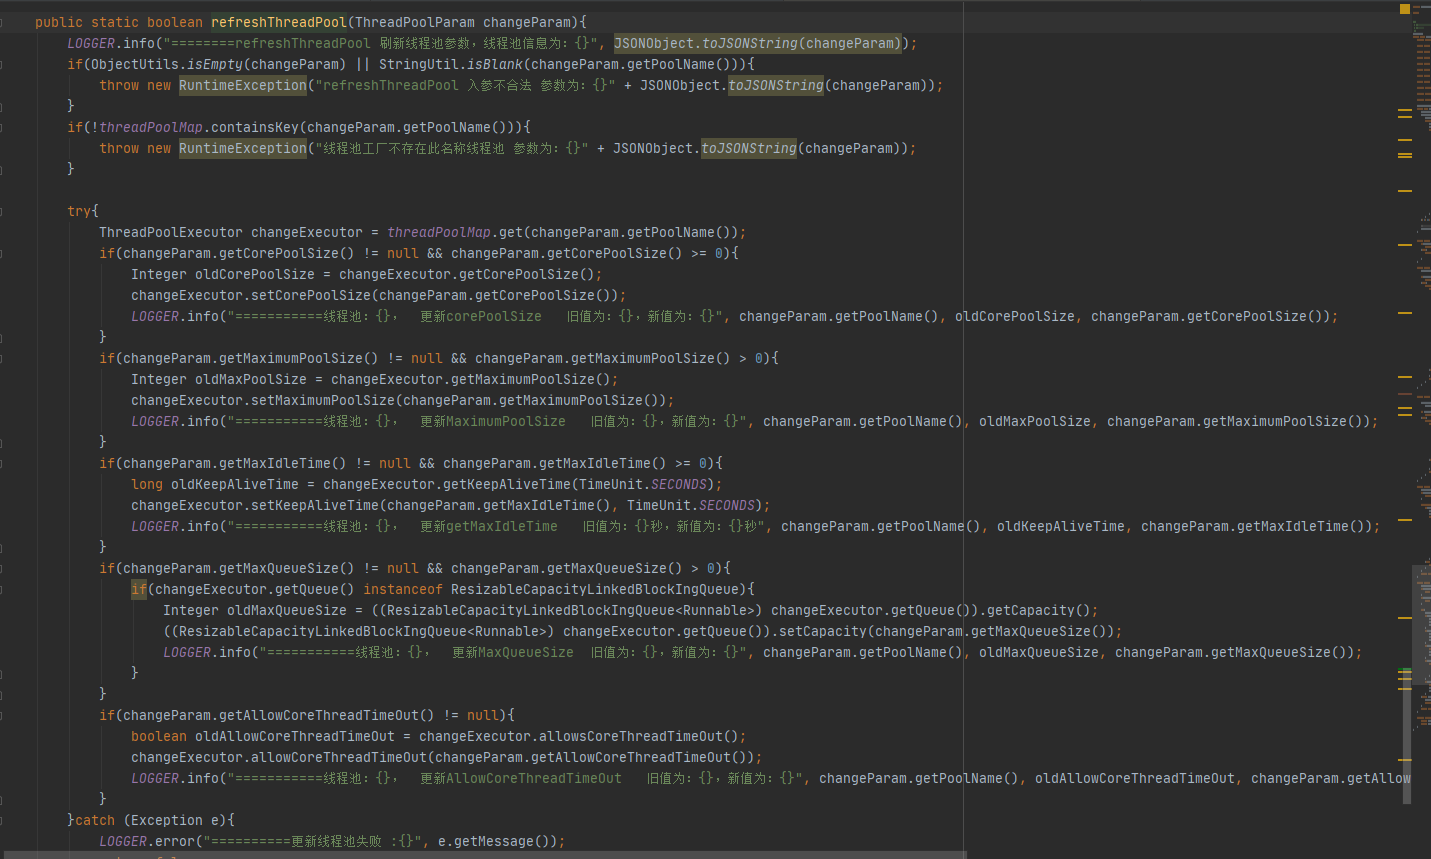 public static boolean refreshThreadPool(ThreadPoolParam changeParam){
LOGGER.info("========refreshThreadPool 刷新线程池参数，线程池信息为：{}", JSONObject.toJSONString(changeParam));
if(ObjectUtils.isEmpty(changeParam) || StringUtil.isBlank(changeParam.getPoolName())){
throw new RuntimeException("refreshThreadPool 入参不合法 参数为：{}" + JSONObject.toJSONString(changeParam));
}
if(!threadPoolMap.containsKey(changeParam.getPoolName())){
throw new RuntimeException("线程池工厂不存在此名称线程池 参数为：{}" + JSONObject.toJSONString(changeParam));
}
try{
ThreadPoolExecutor changeExecutor = threadPoolMap.get(changeParam.getPoolName());
if(changeParam.getCorePoolSize() != null && changeParam.getCorePoolSize() >= 0){
Integer oldCorePoolSize = changeExecutor.getCorePoolSize();
changeExecutor.setCorePoolSize(changeParam.getCorePoolSize());
LOGGER.info("===========线程池：{}，  更新corePoolSize   旧值为：{}，新值为：{}", changeParam.getPoolName(), oldCorePoolSize, changeParam.getCorePoolSize());
}
if(changeParam.getMaximumPoolSize() != null && changeParam.getMaximumPoolSize() > 0){
Integer oldMaxPoolSize = changeExecutor.getMaximumPoolSize();
changeExecutor.setMaximumPoolSize(changeParam.getMaximumPoolSize());
LOGGER.info("===========线程池：{}，  更新MaximumPoolSize   旧值为：{}，新值为：{}", changeParam.getPoolName(), oldMaxPoolSize, changeParam.getMaximumPoolSize());
}
if(changeParam.getMaxIdleTime() != null && changeParam.getMaxIdleTime() >= 0){
long oldKeepAliveTime = changeExecutor.getKeepAliveTime(TimeUnit.SECONDS);
changeExecutor.setKeepAliveTime(changeParam.getMaxIdleTime(), TimeUnit.SECONDS);
LOGGER.info("===========线程池：{}，  更新getMaxIdleTime   旧值为：{}秒，新值为：{}秒", changeParam.getPoolName(), oldKeepAliveTime, changeParam.getMaxIdleTime());
}
if(changeParam.getMaxQueueSize() != null && changeParam.getMaxQueueSize() > 0){
if(changeExecutor.getQueue() instanceof ResizableCapacityLinkedBlockIngQueue){
Integer oldMaxQueueSize = ((ResizableCapacityLinkedBlockIngQueue<Runnable>) changeExecutor.getQueue()).getCapacity();
((ResizableCapacityLinkedBlockIngQueue<Runnable>) changeExecutor.getQueue()).setCapacity(changeParam.getMaxQueueSize());
LOGGER.info("===========线程池：{}，  更新MaxQueueSize  旧值为：{}，新值为：{}", changeParam.getPoolName(), oldMaxQueueSize, changeParam.getMaxQueueSize());
}
}
if(changeParam.getAllowCoreThreadTimeOut() != null){
boolean oldAllowCoreThreadTimeOut = changeExecutor.allowsCoreThreadTimeOut();
changeExecutor.allowCoreThreadTimeOut(changeParam.getAllowCoreThreadTimeOut());
LOGGER.info("===========线程池：{}，  更新AllowCoreThreadTimeOut   旧值为：{}，新值为：{}", changeParam.getPoolName(), oldAllowCoreThreadTimeOut, changeParam.getAllow
}
}catch (Exception e){
LOGGER.error("==========更新线程池失败 :{}", e.getMessage());